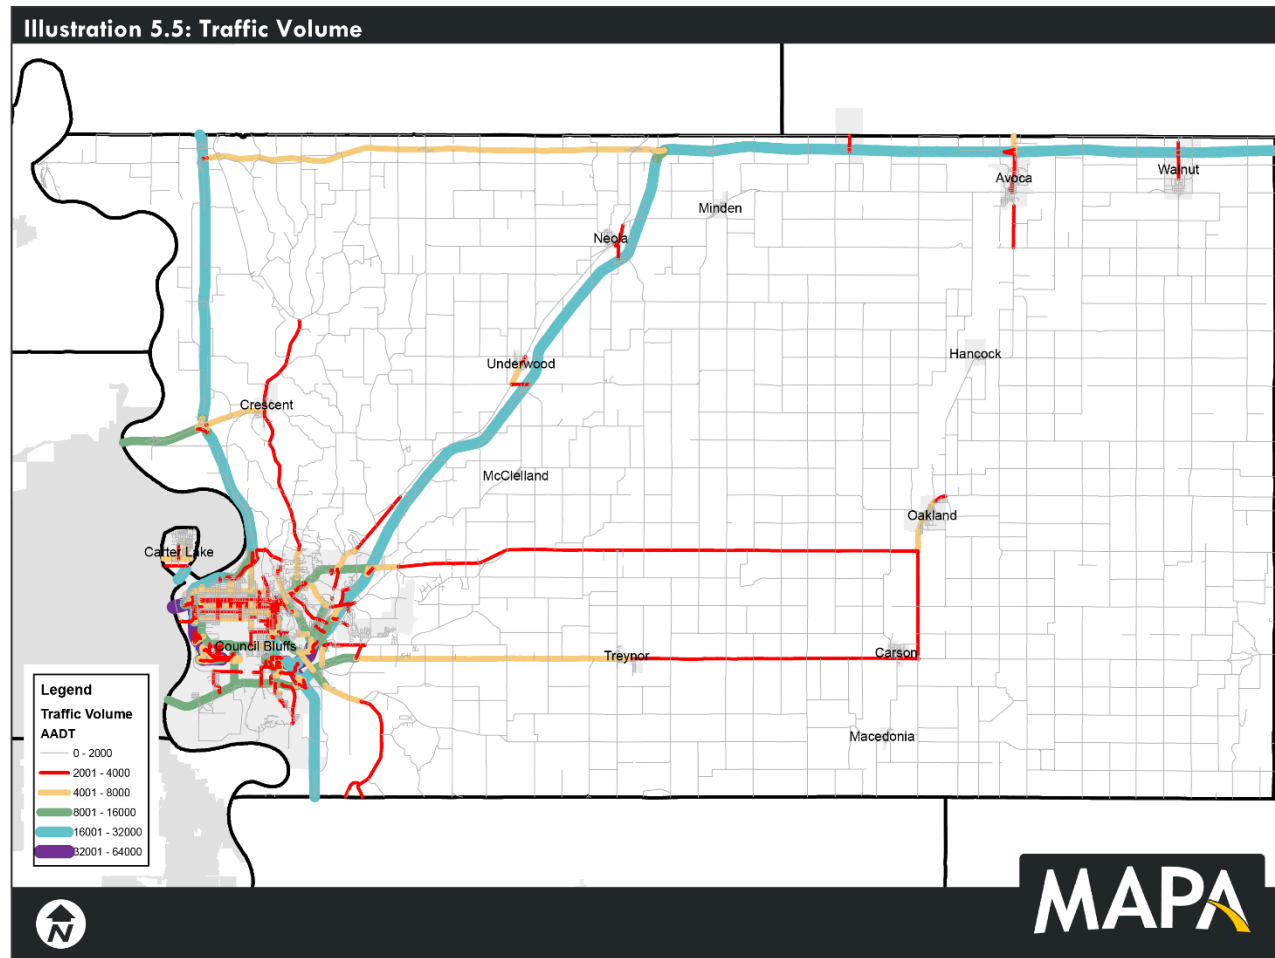 Illustration 5.5: Traffic Volume
Avoca
Walnut
Minden
Neola
Underwood
Hancock
Crescent
McClelland
Oakland
Carter Lake
Council Bluffs
Treynor
Carson
Macedonia
Legend
Traffic Volume
AADT
0 - 2000
2001 - 4000
4001 - 8000
8001 - 16000
16001 - 32000
32001 - 64000
N
MAPA